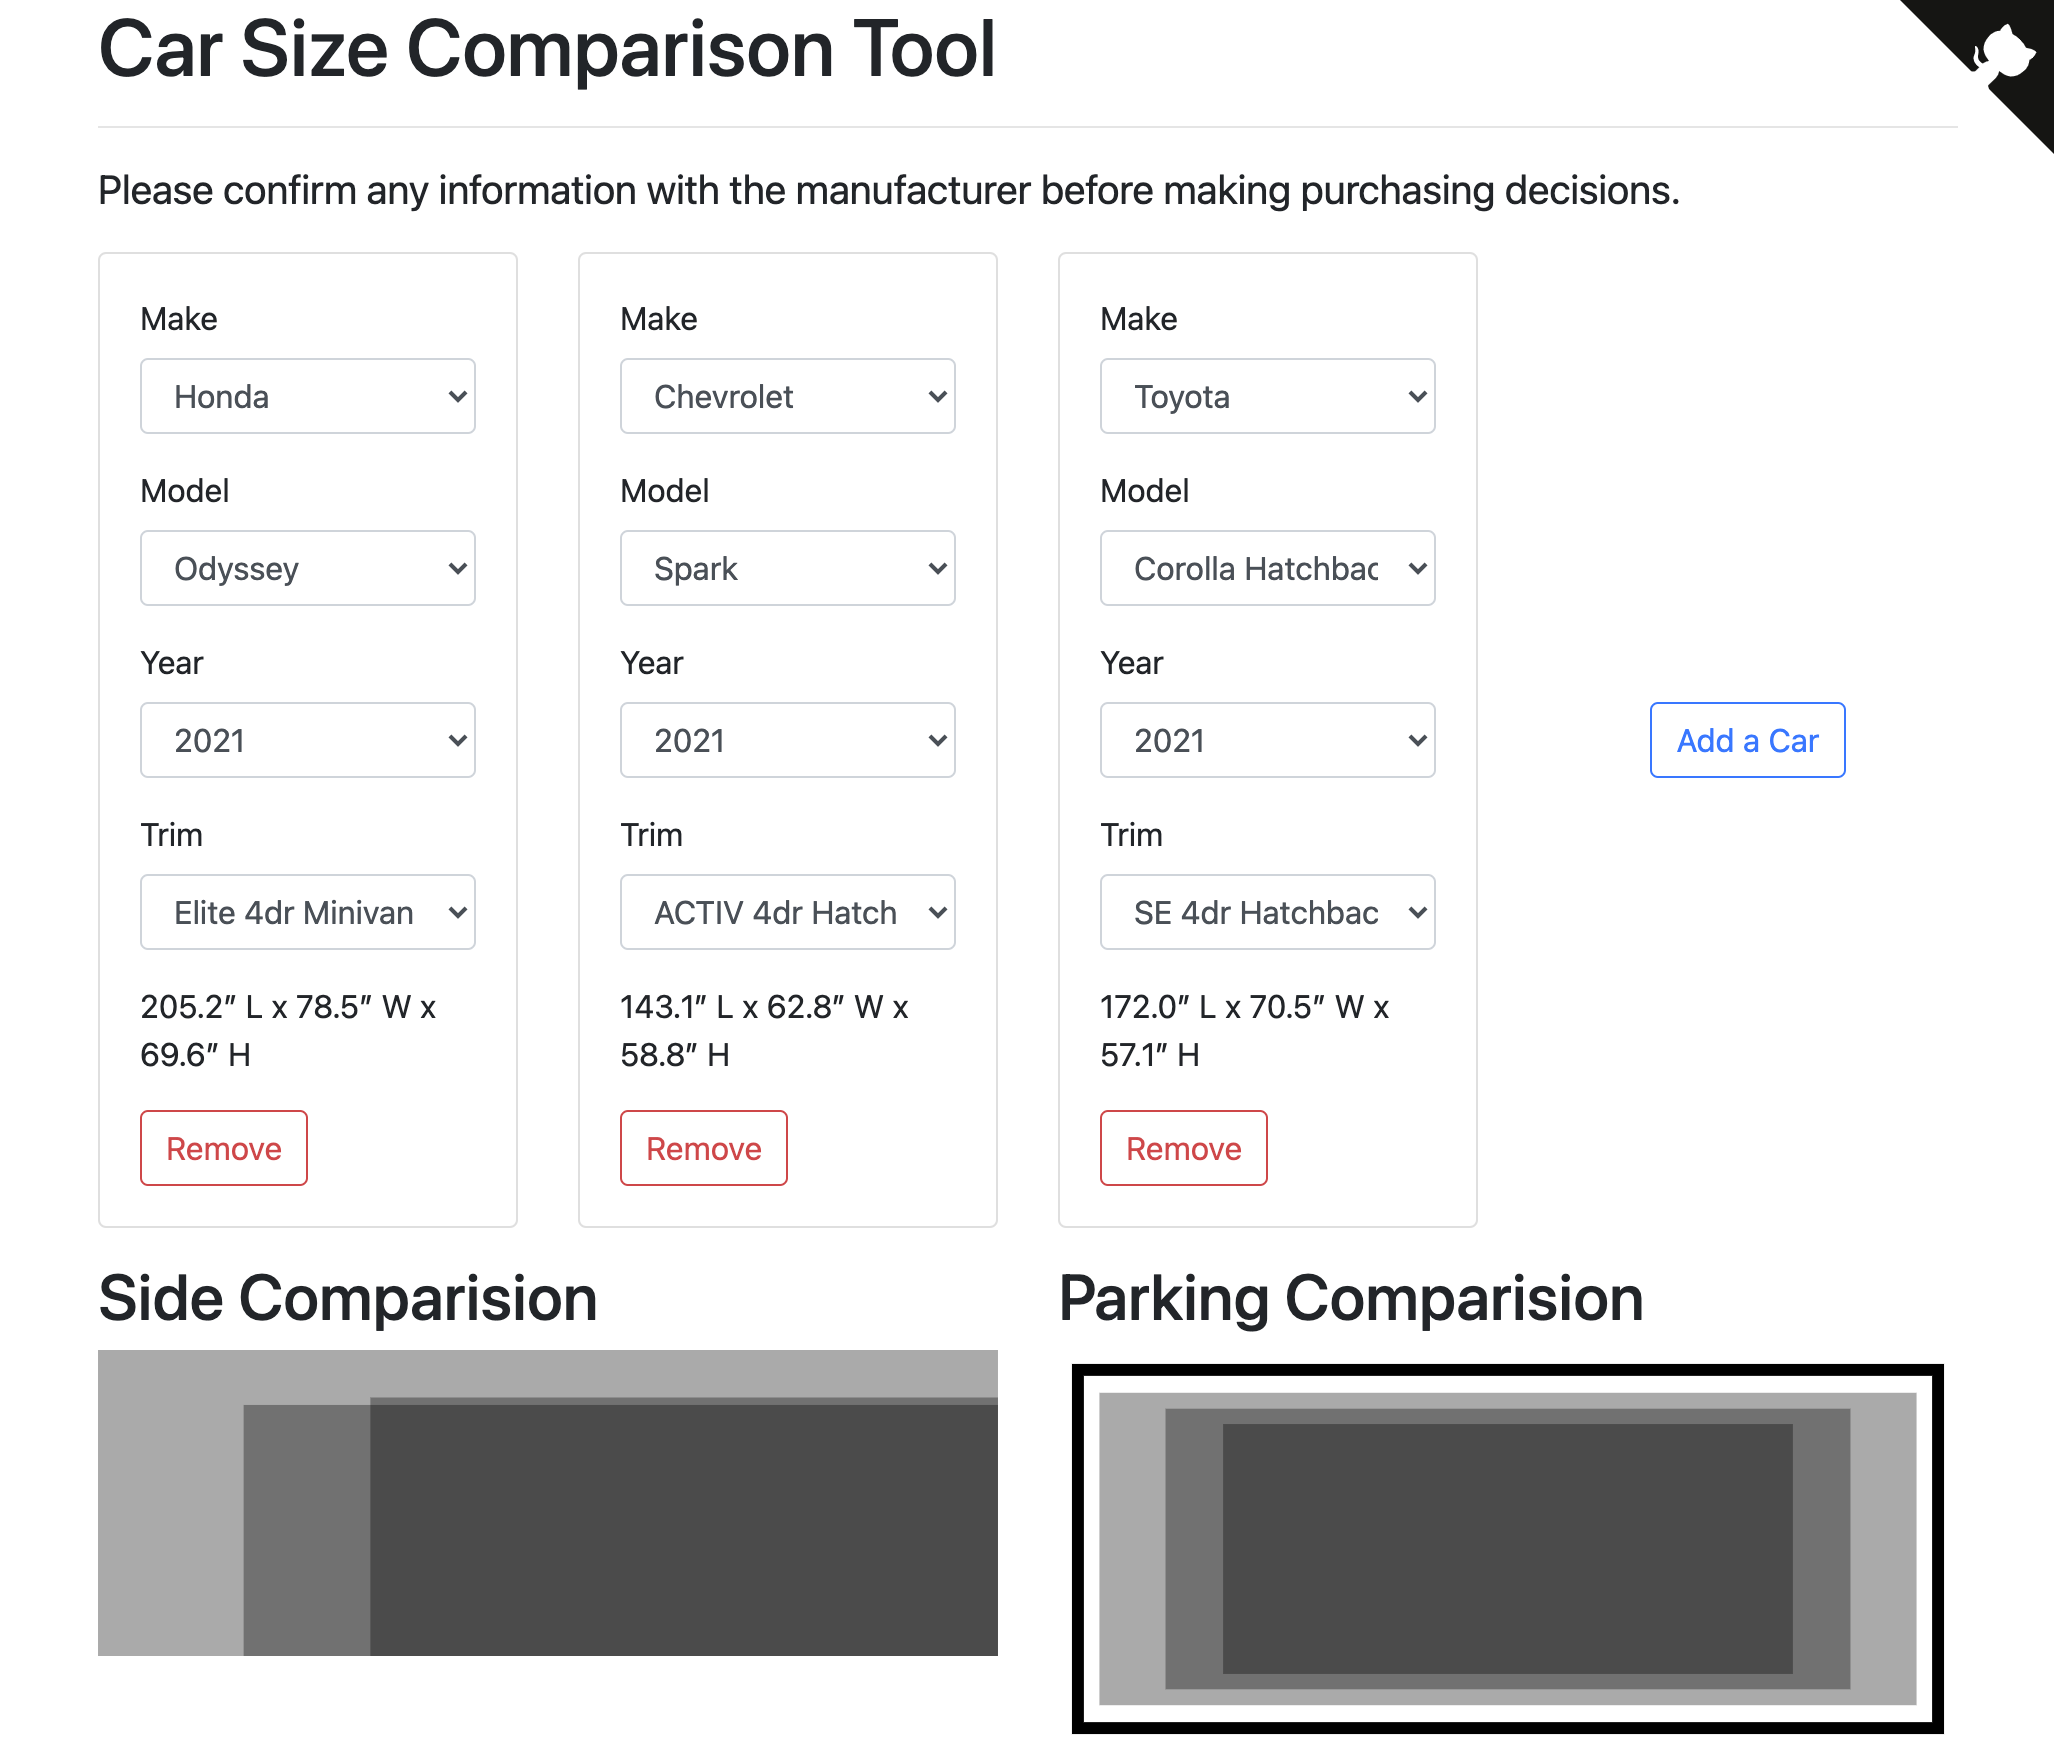 Car Size Comparison Tool
Please confirm any information with the manufacturer before making purchasing decisions.
Make
Honda
Model
Odyssey
Year
2021
Trim
Elite 4dr Minivan
205.2″ L x 78.5″ W x
69.6″ H
Remove
Make
Chevrolet
Model
Spark
Year
2021
Trim
ACTIV 4dr Hatch
143.1″ L x 62.8″ W x
58.8″ H
Remove
Make
Toyota
Model
Corolla Hatchbac
Year
2021
Trim
SE 4dr Hatchbac
172.0″ L x 70.5″ W x
57.1″ H
Remove
Add a Car
Side Comparision
Parking Comparision